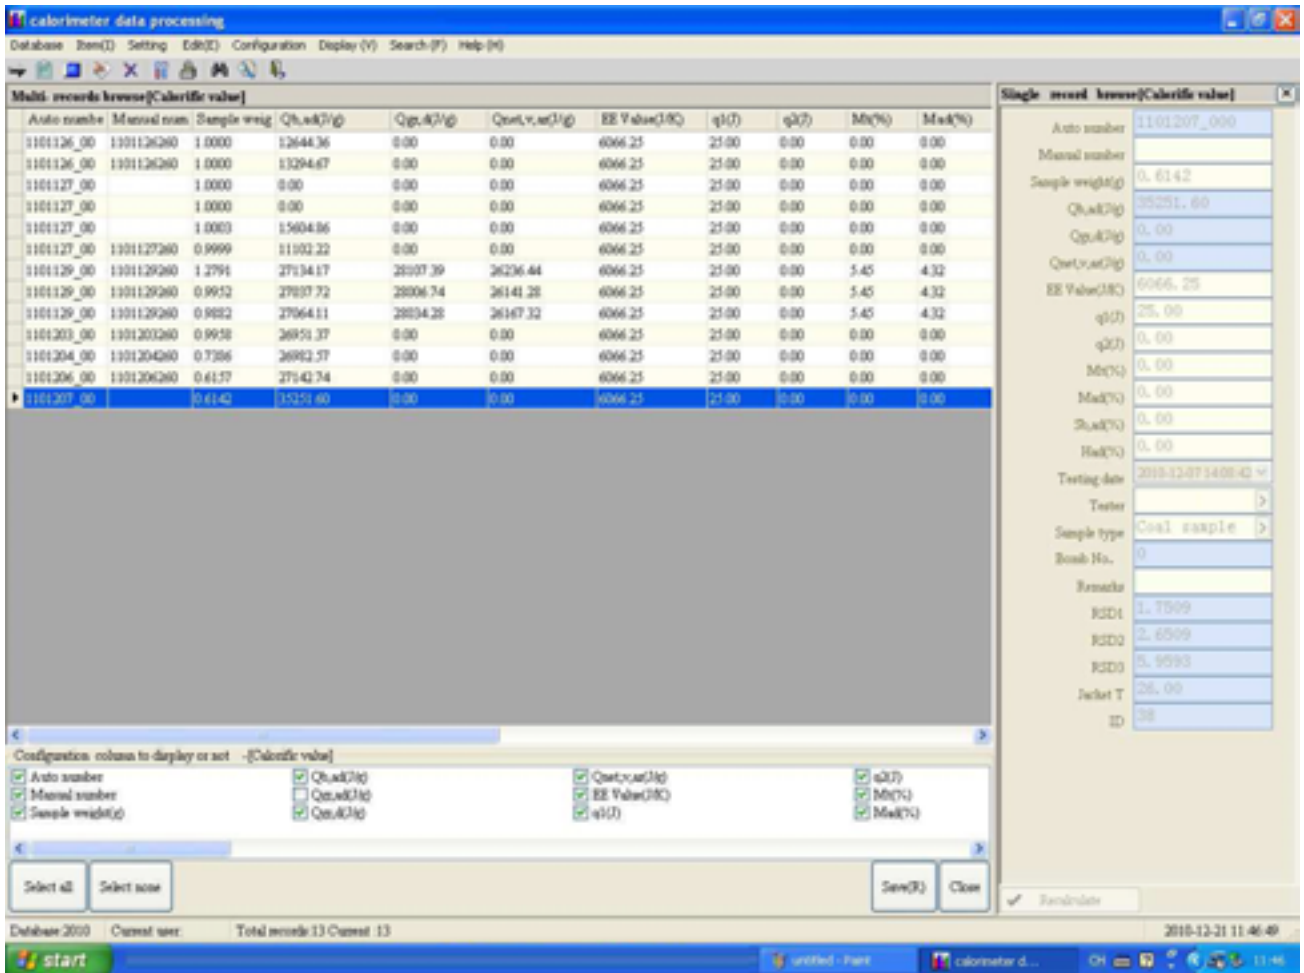 calorimeter data processing
Database Item(I) Setting Edit(E) Configuration Display (V) Search (F) Help (H)
Multi- records browse[Calorific value]
Auto numbe Manual num Sample weig Qb,ad(J/g) Qgr,d(J/g) Qnet,v,ar(J/g) EE Value(J/K) q1(J) q2(J) Mt(%) Mad(%)
1101126_00 1101126260 1.0000 12644.36 0.00 0.00 6066.25 25.00 0.00 0.00 0.00
1101126_00 1101126260 1.0000 13294.67 0.00 0.00 6066.25 25.00 0.00 0.00 0.00
1101127_00 1.0000 0.00 0.00 0.00 6066.25 25.00 0.00 0.00 0.00
1101127_00 1.0000 0.00 0.00 0.00 6066.25 25.00 0.00 0.00 0.00
1101127_00 1.0003 15604.86 0.00 0.00 6066.25 25.00 0.00 0.00 0.00
1101127_00 1101127260 0.9999 11102.22 0.00 0.00 6066.25 25.00 0.00 0.00 0.00
1101129_00 1101129260 1.2791 27134.17 28107.39 26236.44 6066.25 25.00 0.00 5.45 4.32
1101129_00 1101129260 0.9952 27037.72 28006.74 26141.28 6066.25 25.00 0.00 5.45 4.32
1101129_00 1101129260 0.9882 27064.11 28034.28 26167.32 6066.25 25.00 0.00 5.45 4.32
1101203_00 1101203260 0.9958 26951.37 0.00 0.00 6066.25 25.00 0.00 0.00 0.00
1101204_00 1101204260 0.7386 26982.57 0.00 0.00 6066.25 25.00 0.00 0.00 0.00
1101206_00 1101206260 0.6157 27142.74 0.00 0.00 6066.25 25.00 0.00 0.00 0.00
1101207_00 0.6142 35251.60 0.00 0.00 6066.25 25.00 0.00 0.00 0.00
Configuration column to display or not -[Calorific value]
Auto number Qb,ad(J/g) Qnet,v,ar(J/g) q2(J)
Manual number Qgr,ad(J/g) EE Value(J/K) Mt(%)
Sample weight(g) Qgr,d(J/g) q1(J) Mad(%)
Select all Select none Save(R) Close
Single record browse[Calorific value]
Auto number 1101207_000
Manual number
Sample weight(g) 0.6142
Qb,ad(J/g) 35251.60
Qgr,d(J/g) 0.00
Qnet,v,ar(J/g) 0.00
EE Value(J/K) 6066.25
q1(J) 25.00
q2(J) 0.00
Mt(%) 0.00
Mad(%) 0.00
Sb,ad(%) 0.00
Had(%) 0.00
Testing date 2010-12-07 14:08:42
Tester
Sample type Coal sample
Bomb No. 0
Remarks
RSD1 1.7509
RSD2 2.6509
RSD3 5.9593
Jacket T 26.00
ID 38
Recalculate
Database:2010 Current user: Total records:13 Current :13 2010-12-21 11:46:49
start untitled - Paint calorimeter d... CH 11:46